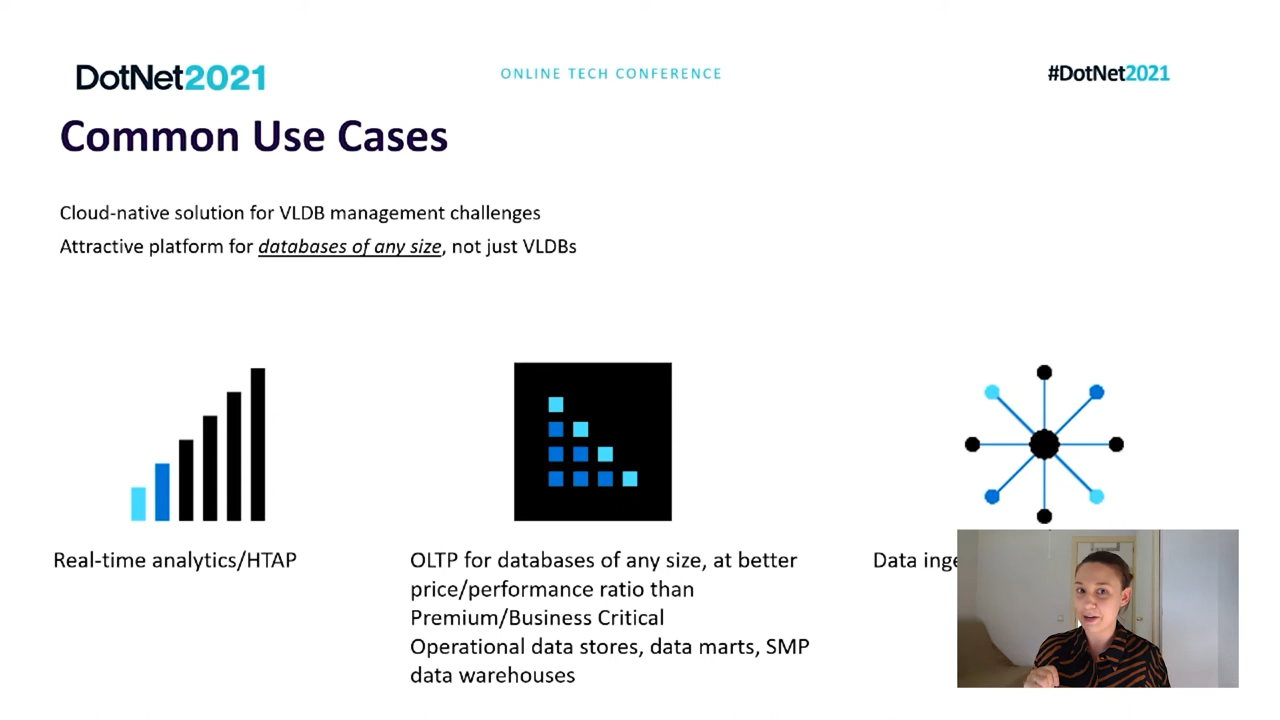 DotNet2021
ONLINE TECH CONFERENCE
#DotNet2021
Common Use Cases
Cloud-native solution for VLDB management challenges
Attractive platform for databases of any size, not just VLDBs
Real-time analytics/HTAP
OLTP for databases of any size, at better
price/performance ratio than
Premium/Business Critical
Operational data stores, data marts, SMP
data warehouses
Data